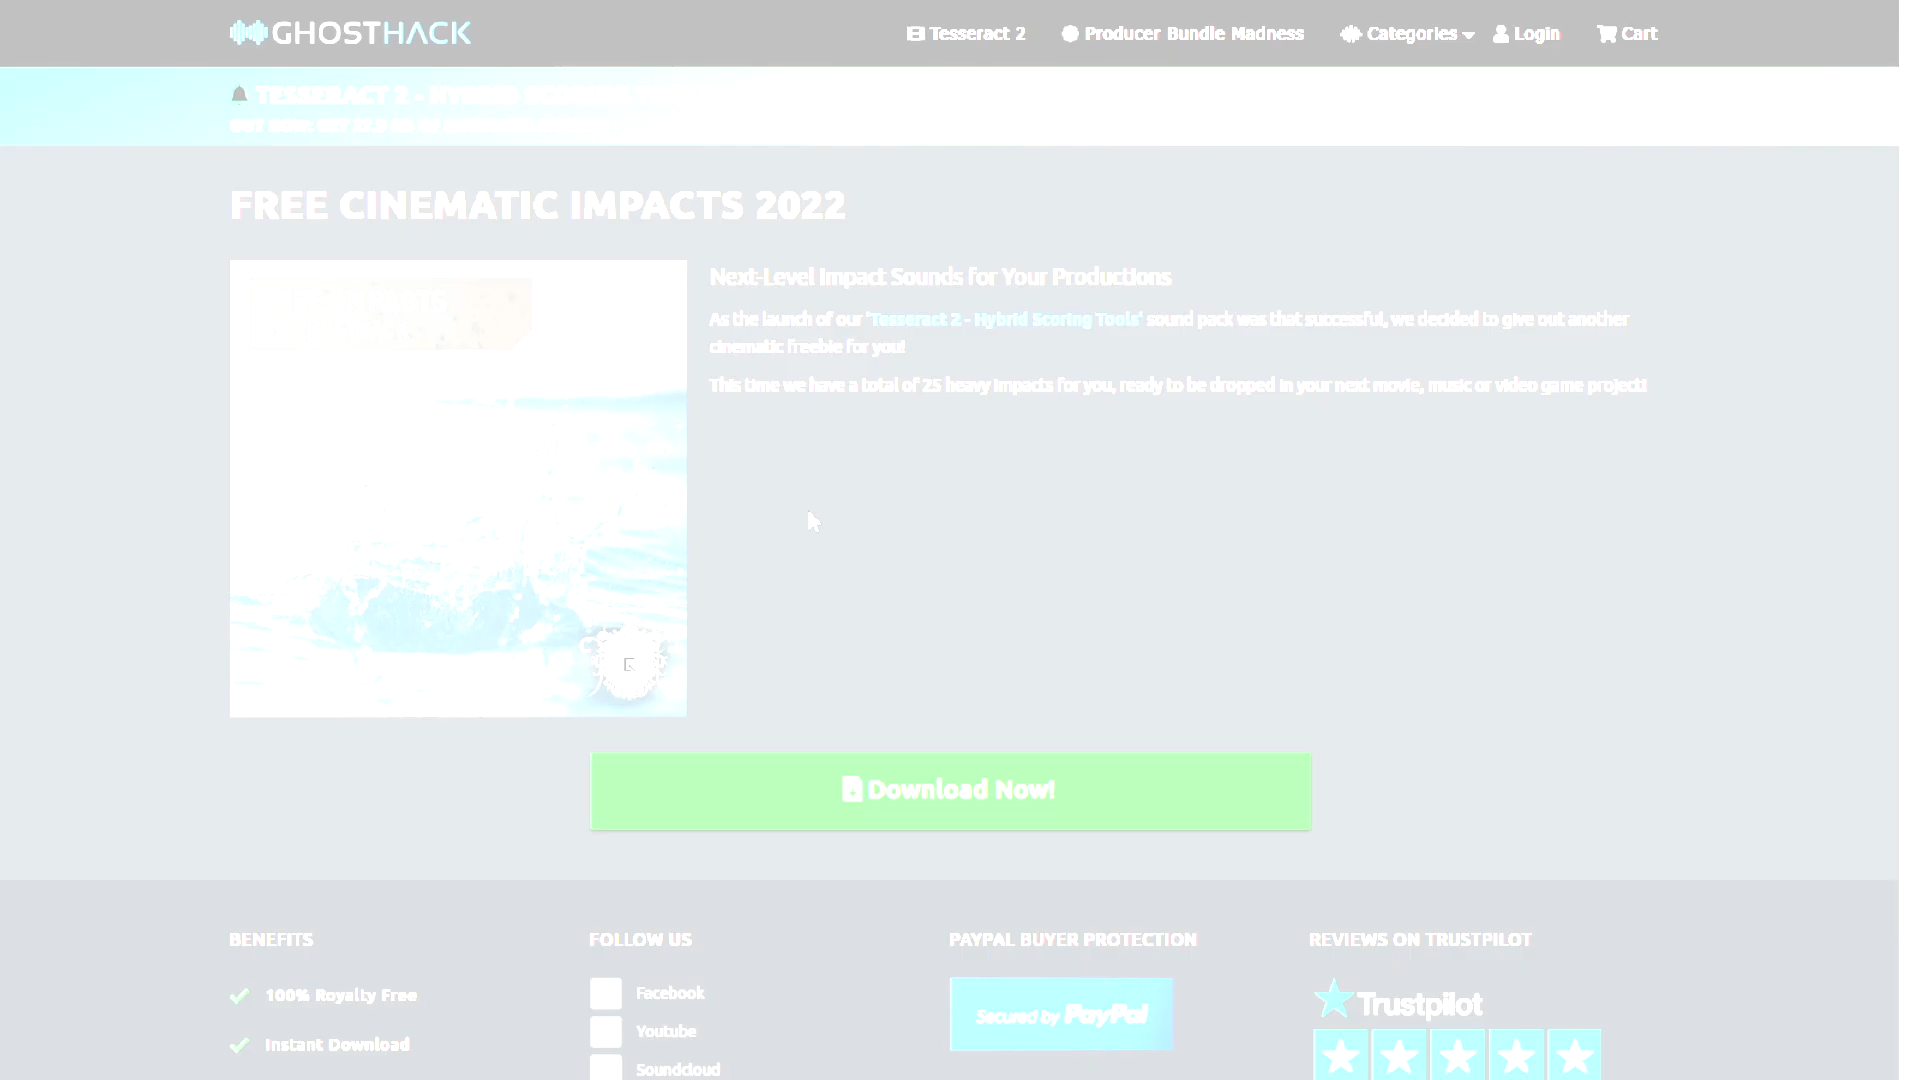 GHOSTHACK
Tesseract 2
Producer Bundle Madness
Categories
Login
Cart
TESSERACT 2 - HYBRID
FREE CINEMATIC IMPACTS 2022
Next-Level Impact Sounds for Your Productions
As the launch of our 'Tesseract 2 - Hybrid Scoring Tools' sound pack was that successful, we decided to give out another
cinematic freebie for you!
This time we have a total of 25 heavy impacts for you, ready to be dropped in your next movie, music or video game project!
Download Now!
BENEFITS
100% Royalty Free
Instant Download
FOLLOW US
Facebook
Youtube
Soundcloud
PAYPAL BUYER PROTECTION
Secured by PayPal
REVIEWS ON TRUSTPILOT
Trustpilot